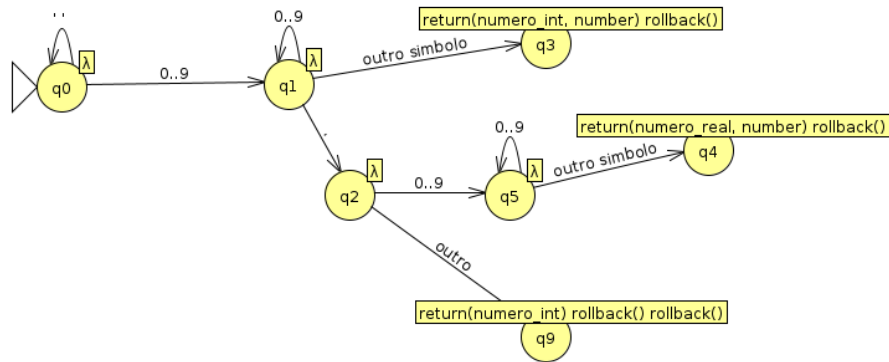 ' '
0..9
return(numero_int, number) rollback()
λ
λ
outro simbolo
q3
q0
0..9
q1
.
0..9
return(numero_real, number) rollback()
λ
λ
outro simbolo
q4
q2
0..9
q5
outro
return(numero_int) rollback() rollback()
q9